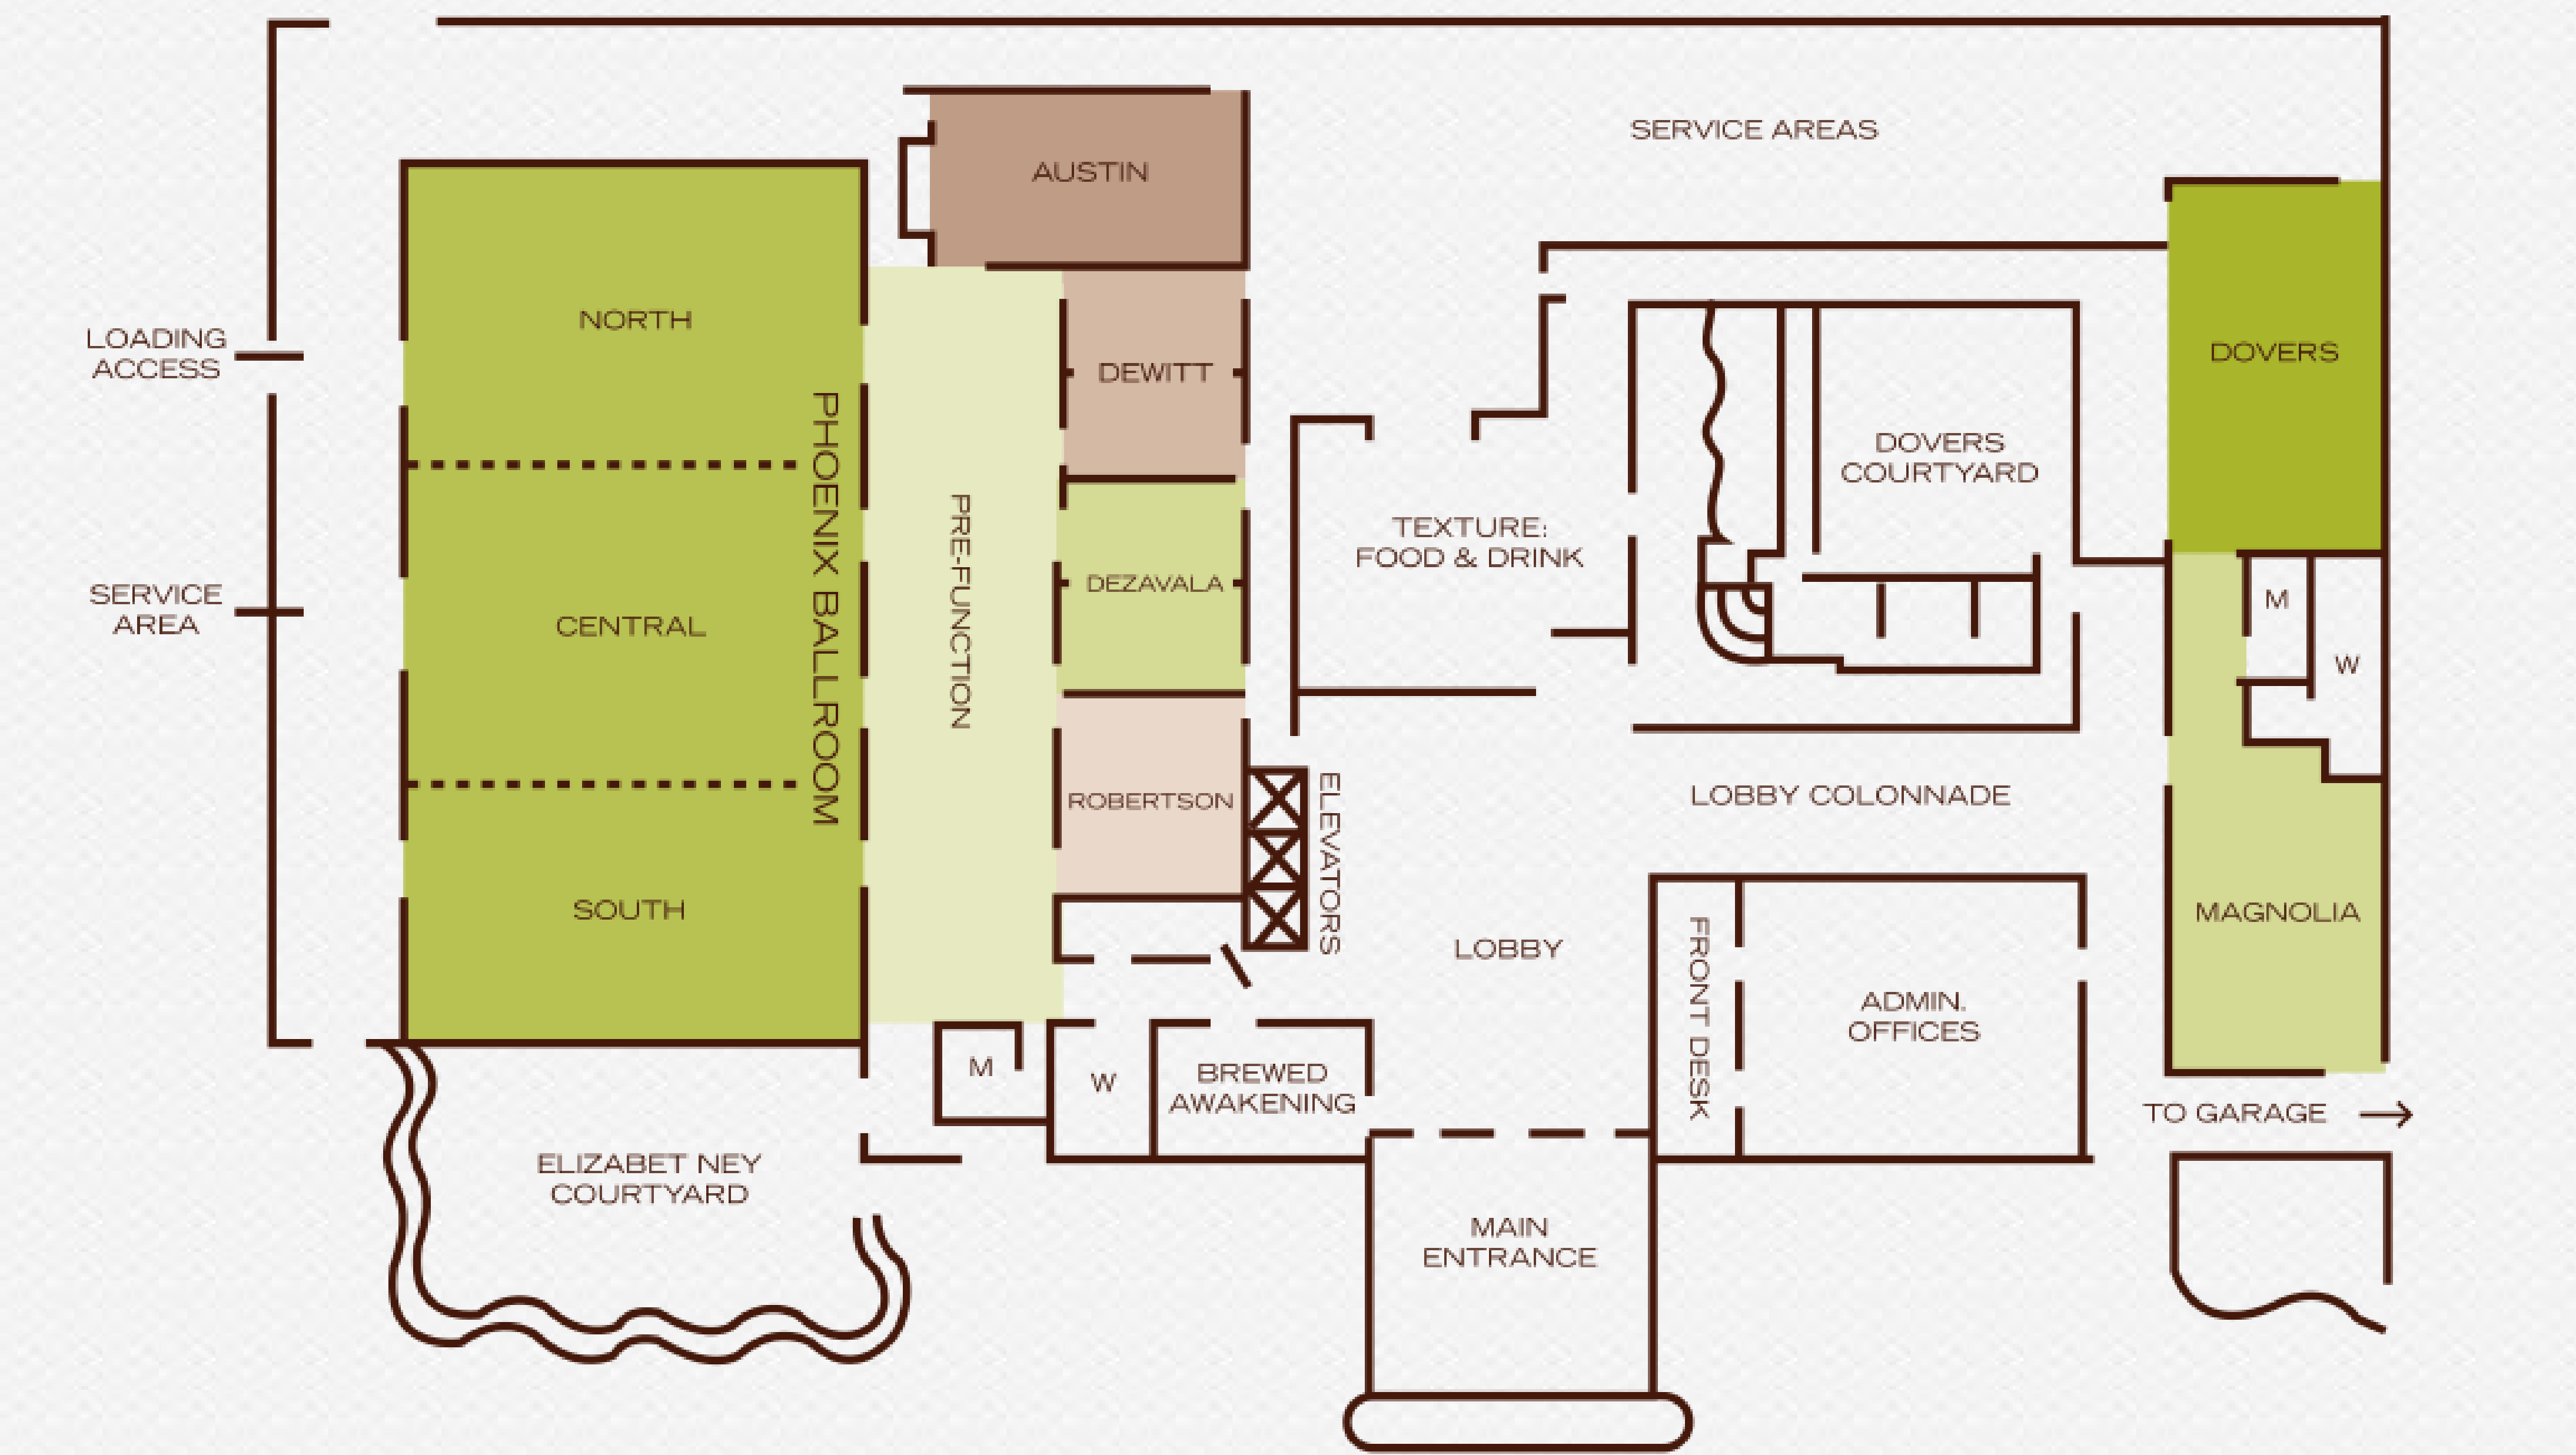 SERVICE AREAS
AUSTIN
NORTH
LOADING
ACCESS
DEWITT
DOVERS
DOVERS
COURTYARD
PHOENIX BALLROOM
PRE-FUNCTION
TEXTURE:
FOOD & DRINK
SERVICE
AREA
CENTRAL
DEZAVALA
M
W
ROBERTSON
ELEVATORS
LOBBY COLONNADE
SOUTH
LOBBY
FRONT DESK
ADMIN.
OFFICES
MAGNOLIA
M
W
BREWED
AWAKENING
TO GARAGE
ELIZABET NEY
COURTYARD
MAIN
ENTRANCE